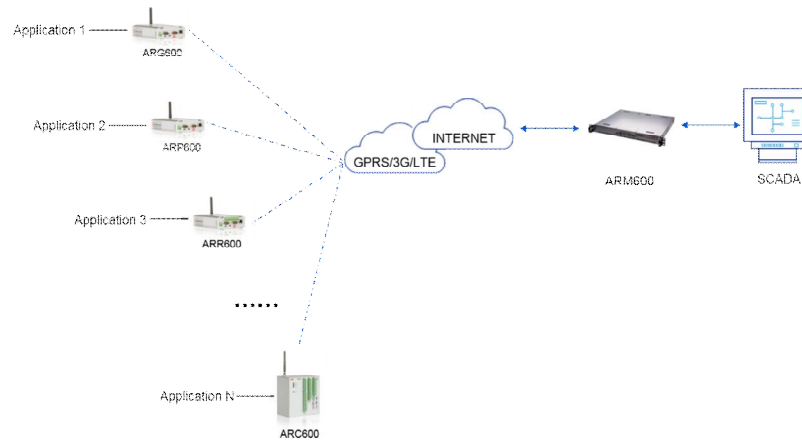 Application 1
ARG600
Application 2
ARP600
Application 3
ARR600
......
Application N
ARC600
GPRS/3G/LTE
INTERNET
ARM600
SCADA